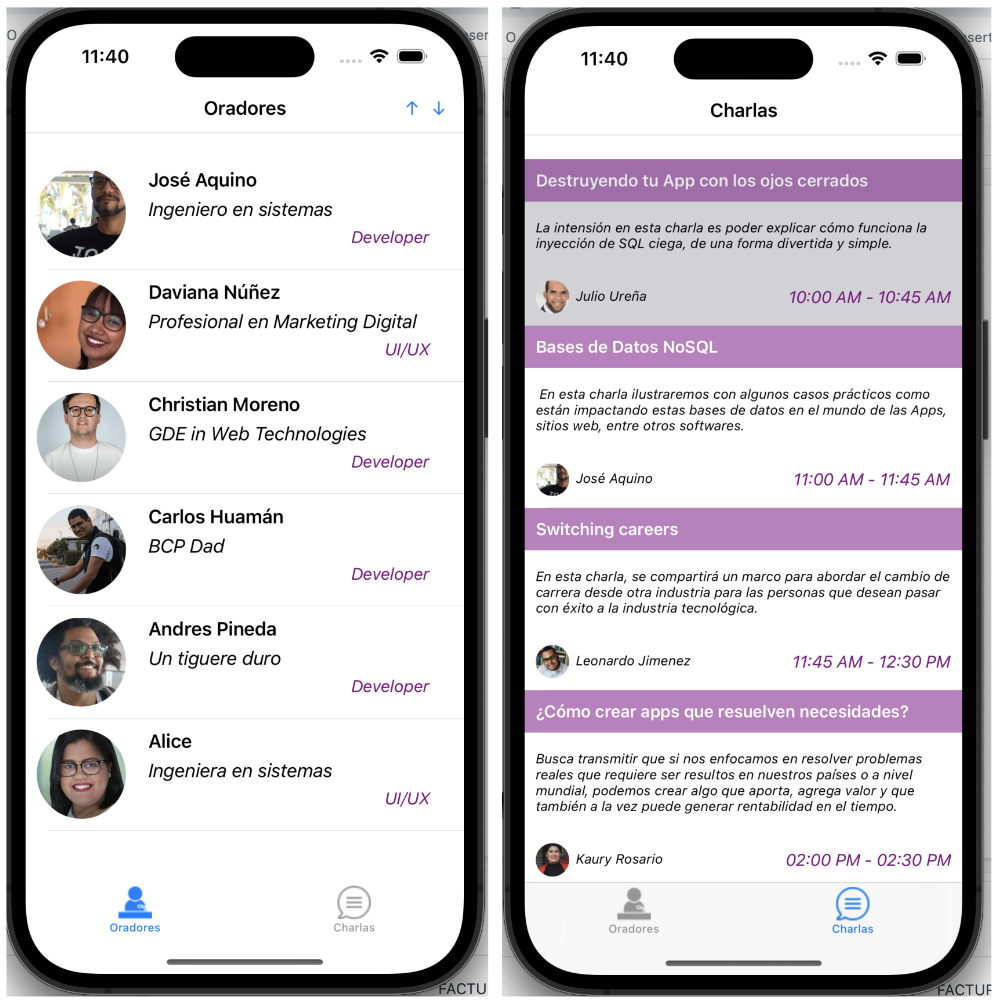 O
ser
11:40
Oradores
José Aquino
Ingeniero en sistemas
Developer
Daviana Núñez
Profesional en Marketing Digital
UI/UX
Christian Moreno
GDE in Web Technologies
Developer
Carlos Huamán
BCP Dad
Developer
Andres Pineda
Un tiguere duro
Developer
Alice
Ingeniera en sistemas
UI/UX
Oradores
Charlas
FACTU
O
sert
11:40
Charlas
Destruyendo tu App con los ojos cerrados
La intensión en esta charla es poder explicar cómo funciona la
inyección de SQL ciega, de una forma divertida y simple.
Julio Ureña
10:00 AM - 10:45 AM
Bases de Datos NoSQL
En esta charla ilustraremos con algunos casos prácticos como
están impactando estas bases de datos en el mundo de las Apps,
sitios web, entre otros softwares.
José Aquino
11:00 AM - 11:45 AM
Switching careers
En esta charla, se compartirá un marco para abordar el cambio de
carrera desde otra industria para las personas que desean pasar
con éxito a la industria tecnológica.
Leonardo Jimenez
11:45 AM - 12:30 PM
¿Cómo crear apps que resuelven necesidades?
Busca transmitir que si nos enfocamos en resolver problemas
reales que requiere ser resultos en nuestros países o a nivel
mundial, podemos crear algo que aporta, agrega valor y que
también a la vez puede generar rentabilidad en el tiempo.
Kaury Rosario
02:00 PM - 02:30 PM
Oradores
Charlas
FACTUR